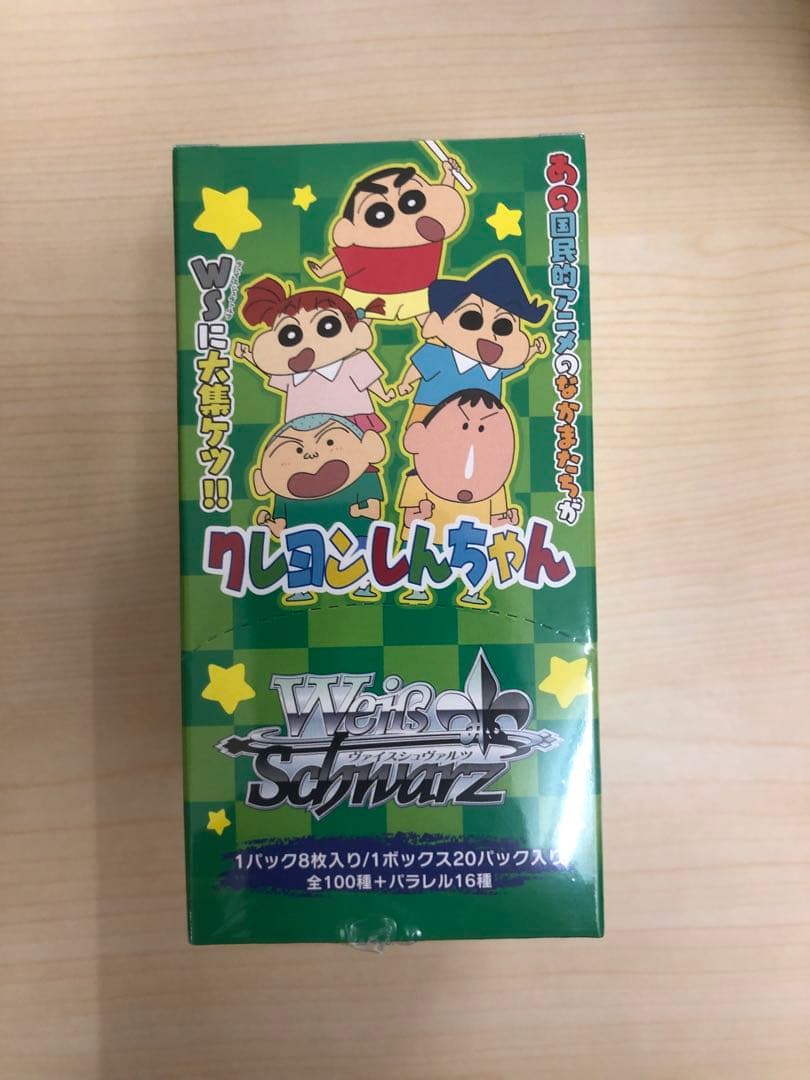 あの国民的アニメのなかまたちが
WSに大集ケツ!!
クレヨンしんちゃん
Weiß
ヴァイスシュヴァルツ
Schwarz
1パック8枚入り/1ボックス20パック入り
全100種+パラレル16種